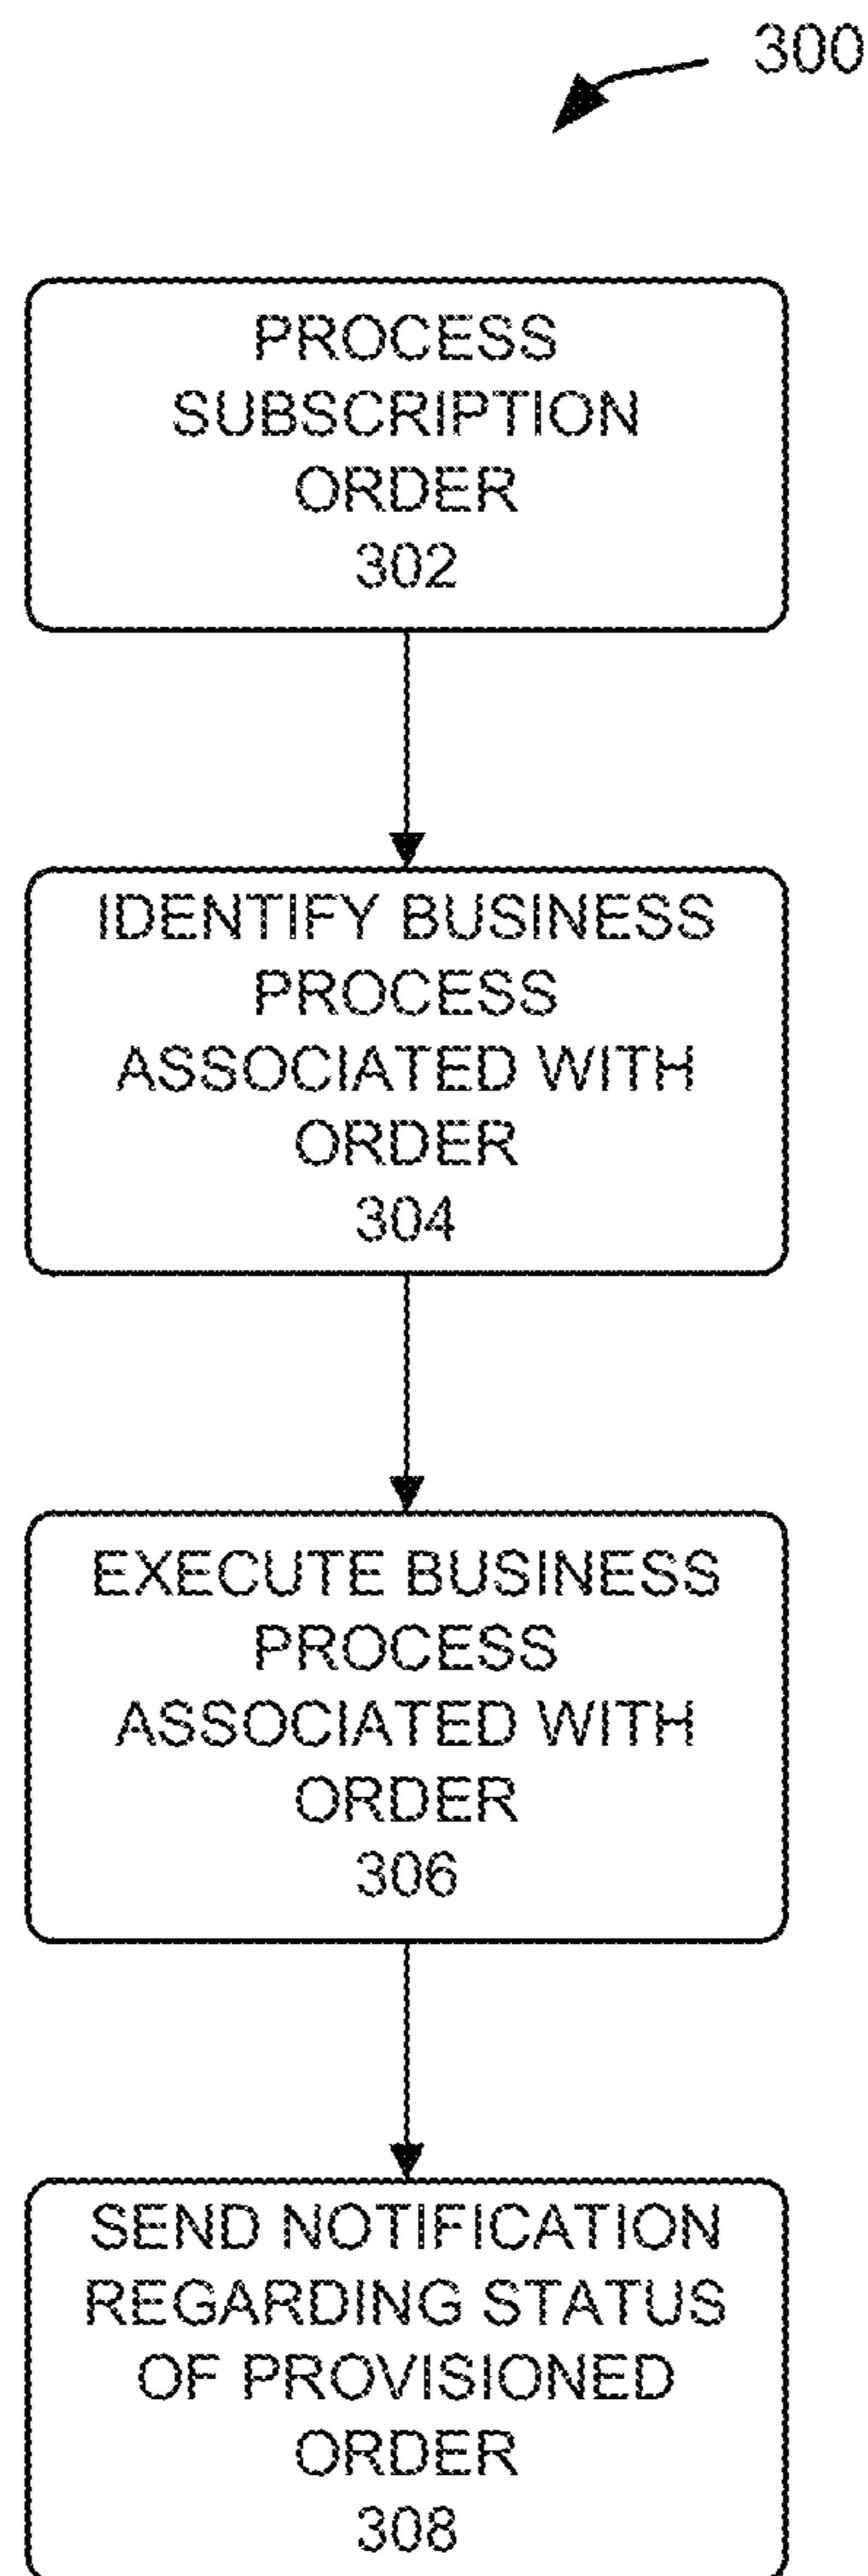 300
PROCESS
SUBSCRIPTION
ORDER
302
IDENTIFY BUSINESS
PROCESS
ASSOCIATED WITH
ORDER
304
EXECUTE BUSINESS
PROCESS
ASSOCIATED WITH
ORDER
306
SEND NOTIFICATION
REGARDING STATUS
OF PROVISIONED
ORDER
308